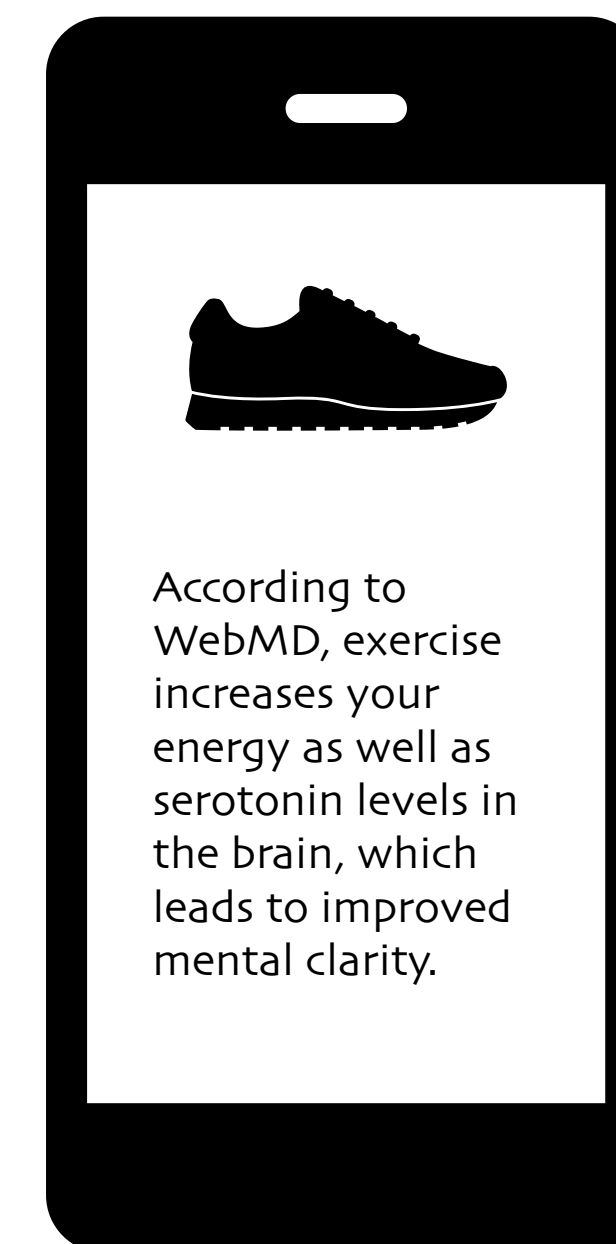 According to
WebMD, exercise
increases your
energy as well as
serotonin levels in
the brain, which
leads to improved
mental clarity.